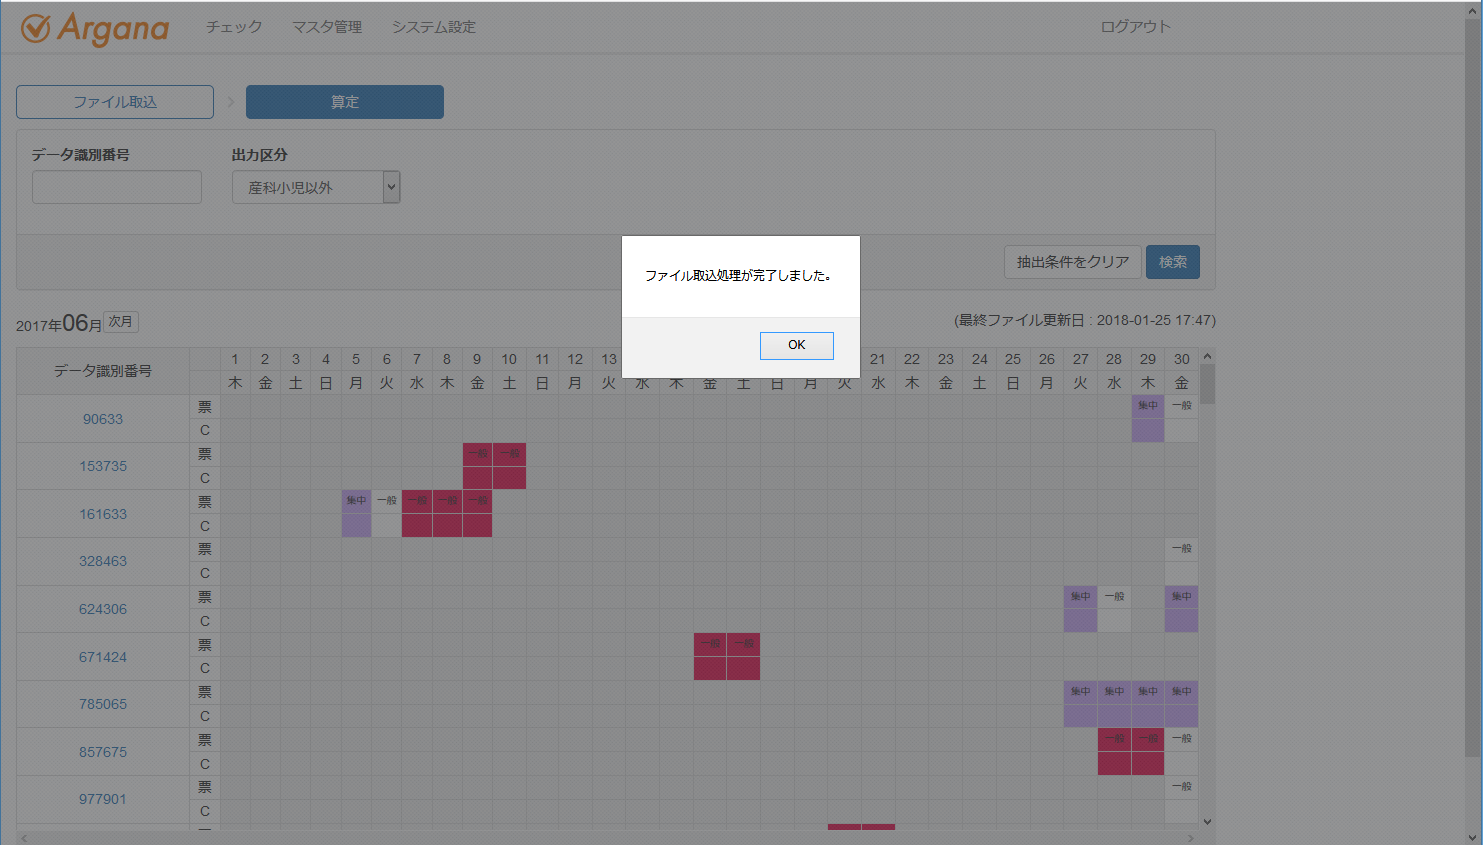 Argana チェック マスタ管理 システム設定 ログアウト
ファイル取込 算定
データ識別番号 出力区分
産科小児以外
抽出条件をクリア 検索
ファイル取込処理が完了しました。
OK
2017年06月 次月 (最終ファイル更新日 : 2018-01-25 17:47)
データ識別番号 1 2 3 4 5 6 7 8 9 10 11 12 13 21 22 23 24 25 26 27 28 29 30
木 金 土 日 月 火 水 木 金 土 日 月 火 水 木 金 土 日 月 火 水 木 金 土 日 月 火 水 木 金
90633 票 集中 一般
C
153735 票 一般 一般
C
161633 票 集中 一般 一般 一般 一般
C
328463 票 一般
C
624306 票 集中 一般 集中
C
671424 票 一般 一般
C
785065 票 集中 集中 集中 集中
C
857675 票 一般 一般 一般
C
977901 票 一般
C